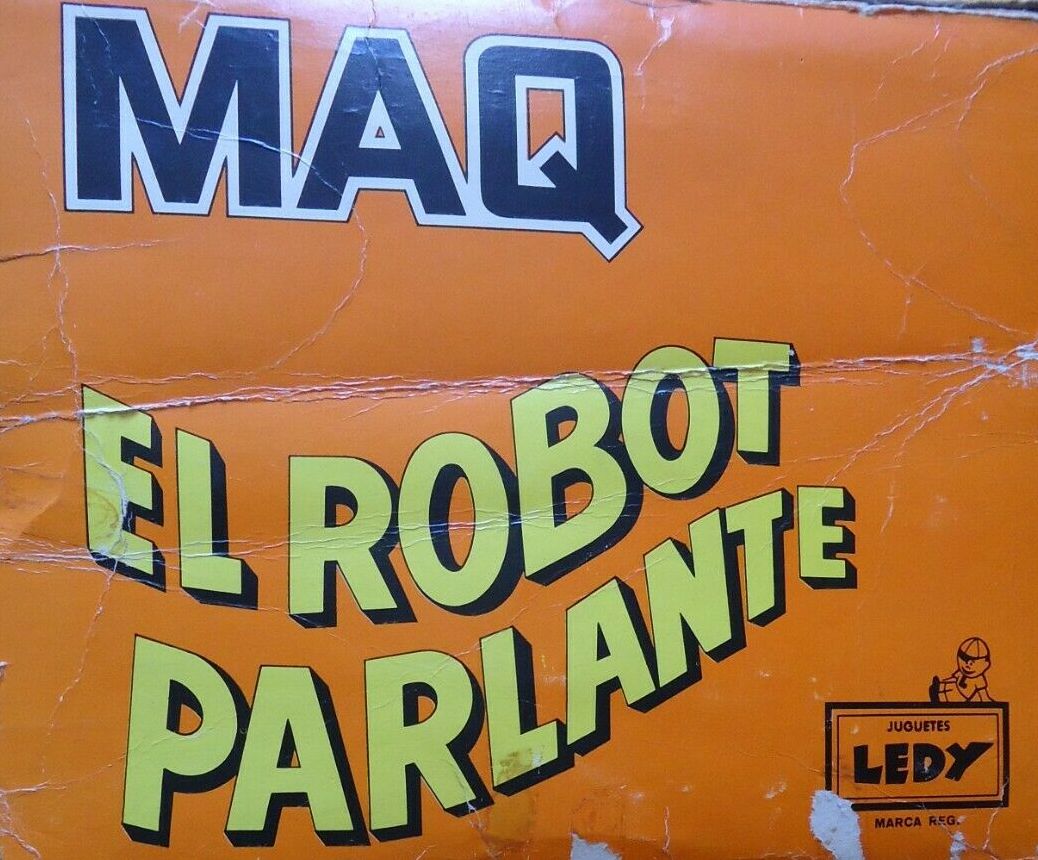 MAQ
EL ROBOT
PARLANTE
JUGUETES
LEDY
MARCA REG.